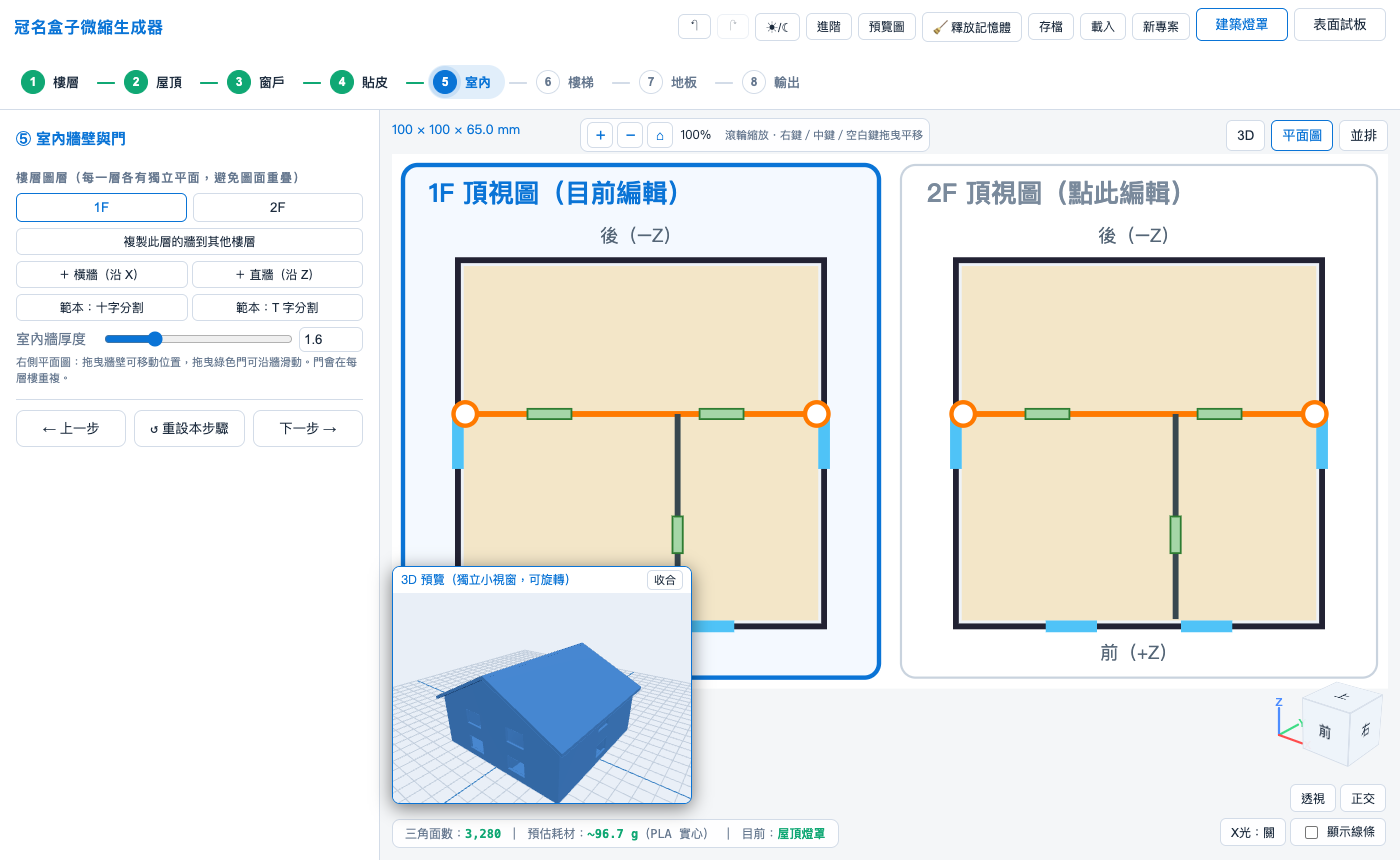 冠名盒子微縮生成器
↰ ↱ ☀/☾ 進階 預覽圖 🧹 釋放記憶體 存檔 載入 新專案 建築燈罩 表面試板
1 樓層 2 屋頂 3 窗戶 4 貼皮 5 室內 6 樓梯 7 地板 8 輸出
⑤ 室內牆壁與門
樓層圖層（每一層各有獨立平面，避免圖面重疊）
1F 2F
複製此層的牆到其他樓層
＋ 橫牆（沿 X） ＋ 直牆（沿 Z）
範本：十字分割 範本：T 字分割
室內牆厚度 1.6
右側平面圖：拖曳牆壁可移動位置，拖曳綠色門可沿牆滑動。門會在每
層樓重複。
← 上一步 ↺ 重設本步驟 下一步 →
100 × 100 × 65.0 mm
+ − ⌂ 100% 滾輪縮放・右鍵 / 中鍵 / 空白鍵拖曳平移
3D 平面圖 並排
1F 頂視圖（目前編輯）
後（−Z）
2F 頂視圖（點此編輯）
後（−Z）
前（+Z）
3D 預覽（獨立小視窗，可旋轉） 收合
Z
上
前
右
透視 正交
X光：關 顯示線條
三角面數：3,280 | 預估耗材：~96.7 g (PLA 實心) | 目前：屋頂燈罩